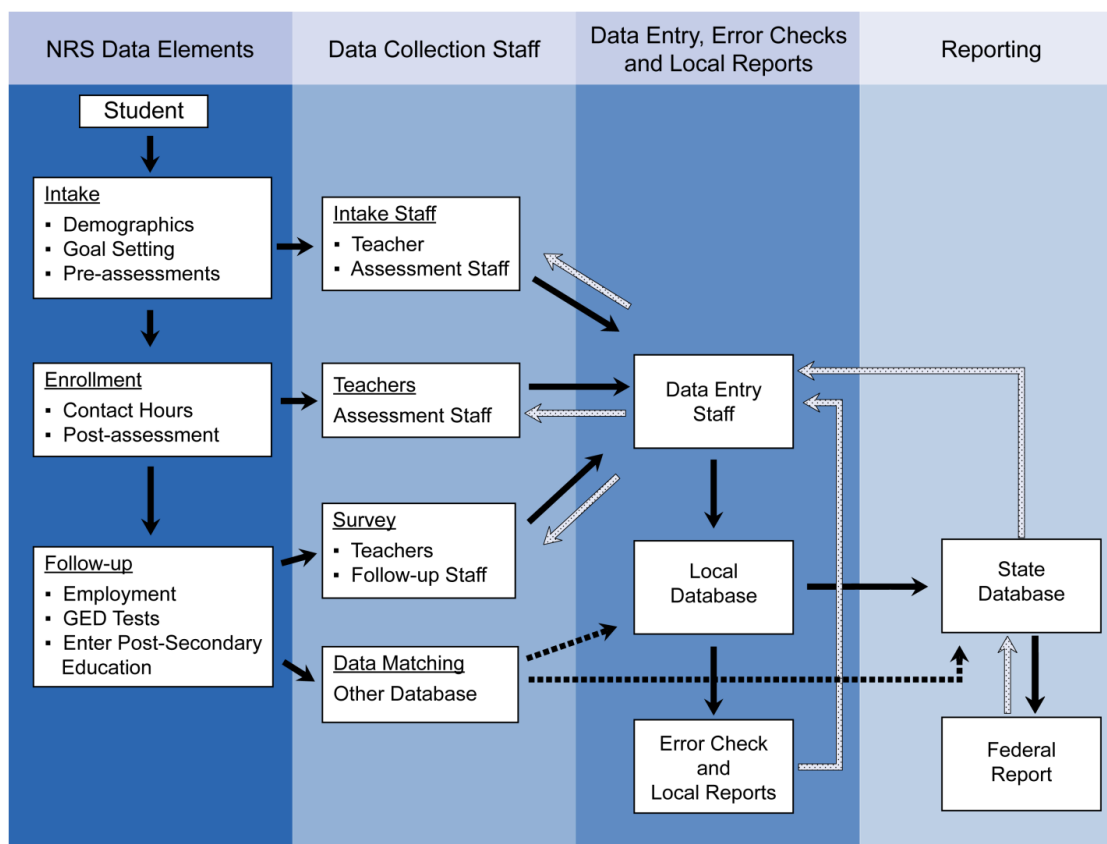 NRS Data Elements
Data Collection Staff
Data Entry, Error Checks
and Local Reports
Reporting
Student
Intake
▪ Demographics
▪ Goal Setting
▪ Pre-assessments
Intake Staff
▪ Teacher
▪ Assessment Staff
Enrollment
▪ Contact Hours
▪ Post-assessment
Teachers
Assessment Staff
Data Entry
Staff
Follow-up
▪ Employment
▪ GED Tests
▪ Enter Post-Secondary
Education
Survey
▪ Teachers
▪ Follow-up Staff
Local
Database
State
Database
Data Matching
Other Database
Error Check
and
Local Reports
Federal
Report